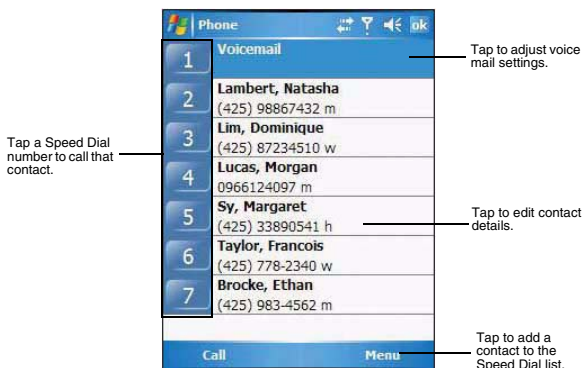 Phone
ok
1
Voicemail
2
Lambert, Natasha
(425) 98867432 m
3
Lim, Dominique
(425) 87234510 w
4
Lucas, Morgan
0966124097 m
5
Sy, Margaret
(425) 33890541 h
6
Taylor, Francois
(425) 778-2340 w
7
Brocke, Ethan
(425) 983-4562 m
Call
Menu
Tap a Speed Dial
number to call that
contact.
Tap to adjust voice
mail settings.
Tap to edit contact
details.
Tap to add a
contact to the
Speed Dial list.